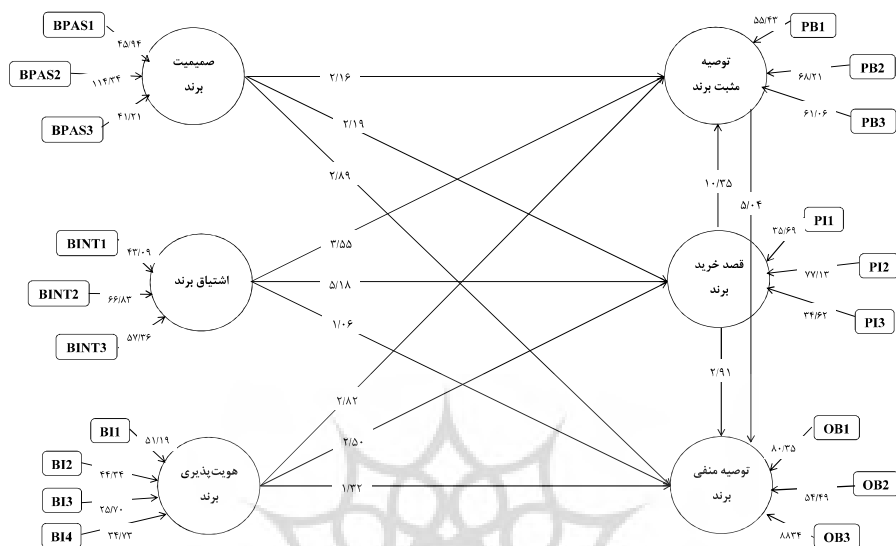 BPAS1
۴۵/۹۴
BPAS2
۱۱۴/۳۴
BPAS3
۴۱/۲۱
صمیمیت
برند
BINT1
۴۳/۰۹
BINT2
۶۶/۸۳
BINT3
۵۷/۳۶
اشتیاق برند
BI1
۵۱/۱۹
BI2
۴۴/۳۴
BI3
۲۵/۷۰
BI4
۳۴/۷۳
هویت‌پذیری
برند
۲/۱۶
۲/۱۹
۲/۸۹
۳/۵۵
۵/۱۸
۱/۰۶
۲/۸۲
۲/۵۰
۱/۳۲
توصیه
مثبت برند
PB1
۵۵/۴۳
PB2
۶۸/۲۱
PB3
۶۱/۰۶
۱۰/۳۵
۵/۰۴
قصد خرید
برند
PI1
۳۵/۶۹
PI2
۷۷/۱۳
PI3
۳۴/۶۲
۲/۹۱
توصیه منفی
برند
OB1
۸۰/۳۵
OB2
۵۴/۴۹
OB3
۸۸۳۴